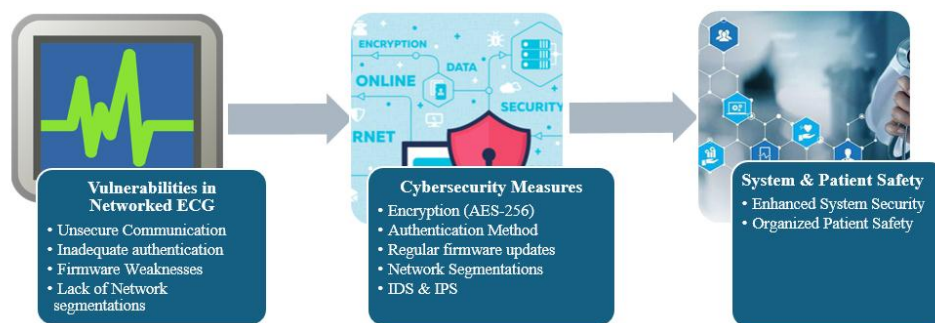 ENCRYPTION
DATA
ONLINE
SECURITY
RNET
Vulnerabilities in
Networked ECG
• Unsecure Communication
• Inadequate authentication
• Firmware Weaknesses
• Lack of Network
segmentations
Cybersecurity Measures
• Encryption (AES-256)
• Authentication Method
• Regular firmware updates
• Network Segmentations
• IDS & IPS
System & Patient Safety
• Enhanced System Security
• Organized Patient Safety